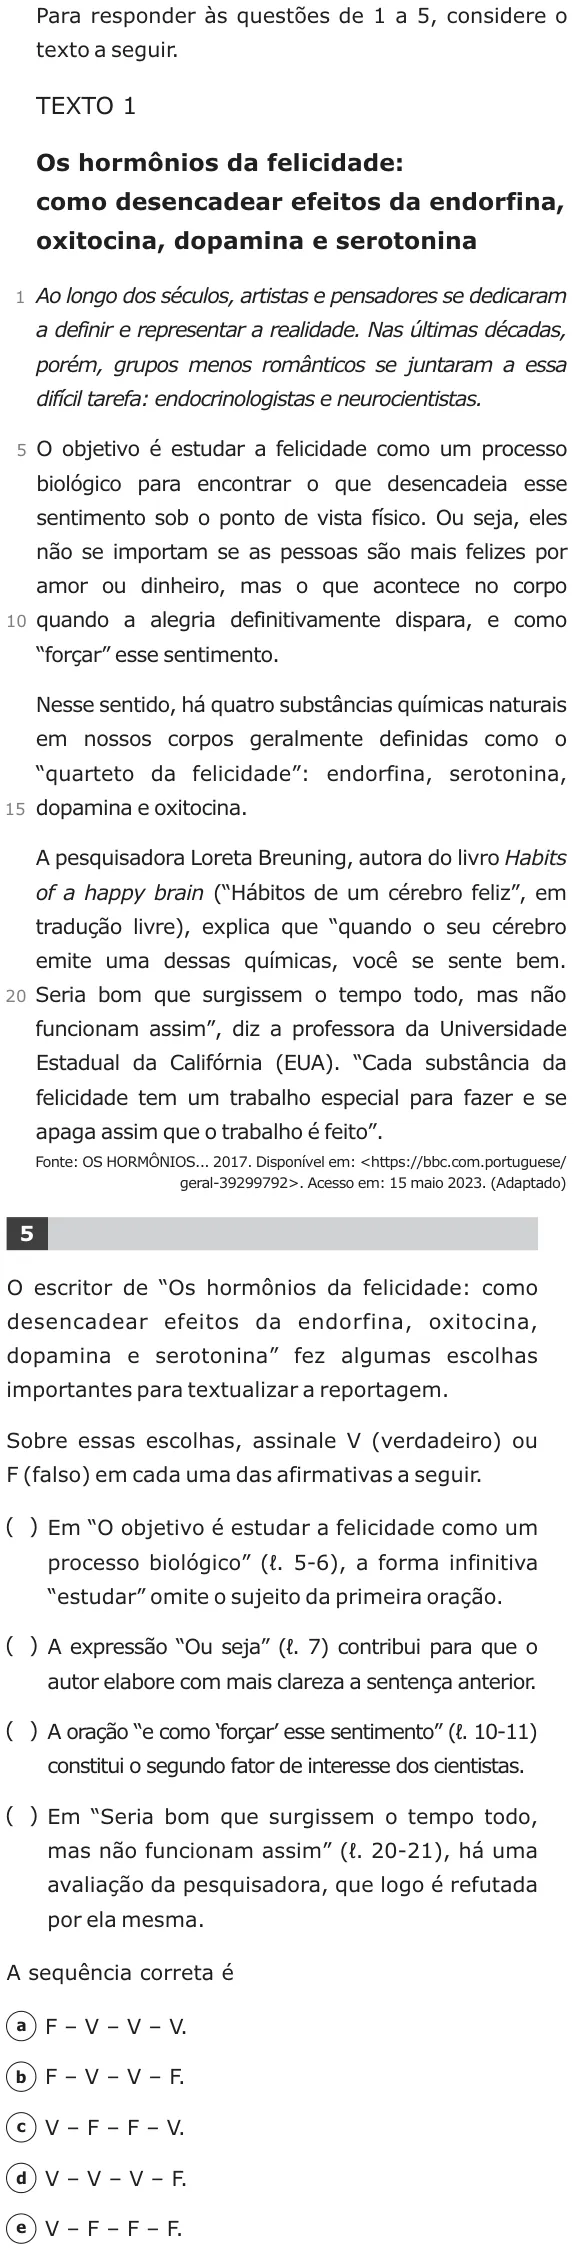 Para responder às questões de 1 a 5, considere o
texto a seguir.
TEXTO 1
Os hormônios da felicidade:
como desencadear efeitos da endorfina,
oxitocina, dopamina e serotonina
1 Ao longo dos séculos, artistas e pensadores se dedicaram
a definir e representar a realidade. Nas últimas décadas,
porém, grupos menos românticos se juntaram a essa
difícil tarefa: endocrinologistas e neurocientistas.
5 O objetivo é estudar a felicidade como um processo
biológico para encontrar o que desencadeia esse
sentimento sob o ponto de vista físico. Ou seja, eles
não se importam se as pessoas são mais felizes por
amor ou dinheiro, mas o que acontece no corpo
10 quando a alegria definitivamente dispara, e como
“forçar” esse sentimento.
Nesse sentido, há quatro substâncias químicas naturais
em nossos corpos geralmente definidas como o
“quarteto da felicidade”: endorfina, serotonina,
15 dopamina e oxitocina.
A pesquisadora Loreta Breuning, autora do livro Habits
of a happy brain (“Hábitos de um cérebro feliz”, em
tradução livre), explica que “quando o seu cérebro
emite uma dessas químicas, você se sente bem.
20 Seria bom que surgissem o tempo todo, mas não
funcionam assim”, diz a professora da Universidade
Estadual da Califórnia (EUA). “Cada substância da
felicidade tem um trabalho especial para fazer e se
apaga assim que o trabalho é feito”.
Fonte: OS HORMÔNIOS... 2017. Disponível em: <https://bbc.com.portuguese/
geral-39299792>. Acesso em: 15 maio 2023. (Adaptado)
5
O escritor de “Os hormônios da felicidade: como
desencadear efeitos da endorfina, oxitocina,
dopamina e serotonina” fez algumas escolhas
importantes para textualizar a reportagem.
Sobre essas escolhas, assinale V (verdadeiro) ou
F (falso) em cada uma das afirmativas a seguir.
( ) Em “O objetivo é estudar a felicidade como um
processo biológico” (ℓ. 5-6), a forma infinitiva
“estudar” omite o sujeito da primeira oração.
( ) A expressão “Ou seja” (ℓ. 7) contribui para que o
autor elabore com mais clareza a sentença anterior.
( ) A oração “e como ‘forçar’ esse sentimento” (ℓ. 10-11)
constitui o segundo fator de interesse dos cientistas.
( ) Em “Seria bom que surgissem o tempo todo,
mas não funcionam assim” (ℓ. 20-21), há uma
avaliação da pesquisadora, que logo é refutada
por ela mesma.
A sequência correta é
a F – V – V – V.
b F – V – V – F.
c V – F – F – V.
d V – V – V – F.
e V – F – F – F.